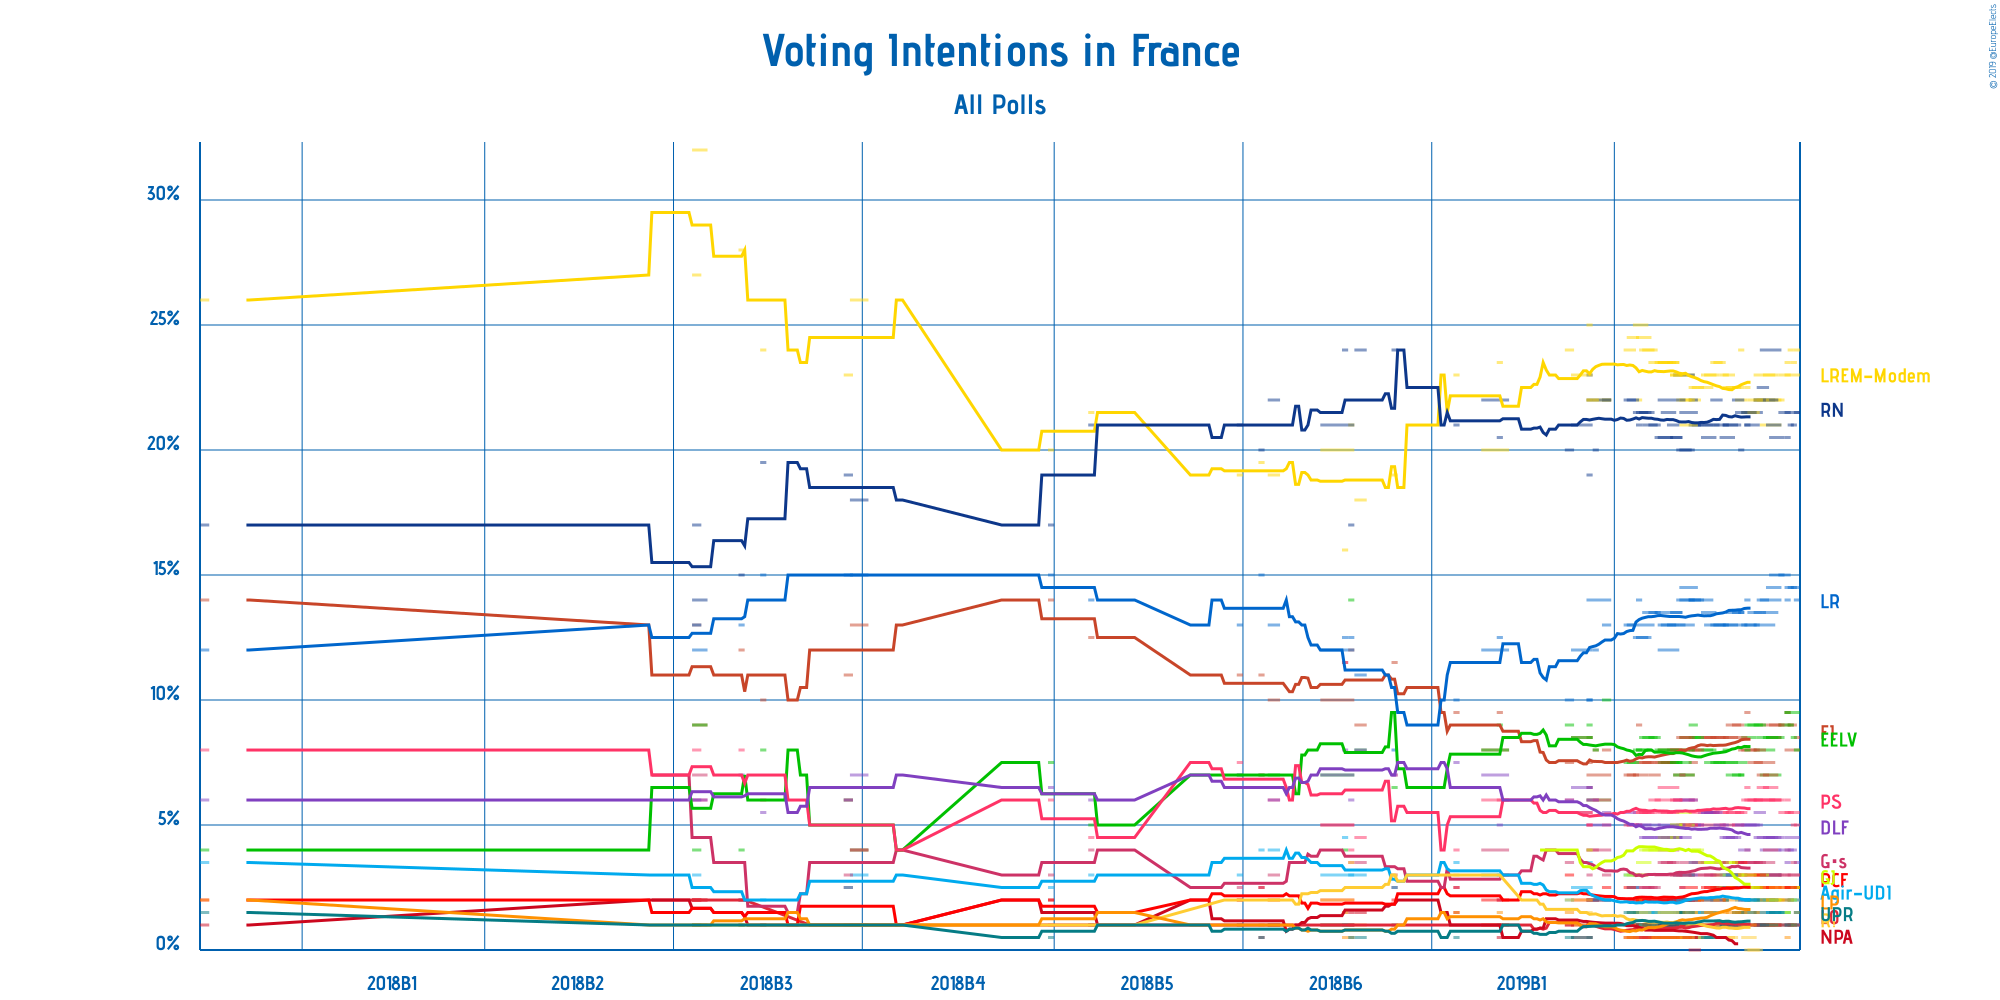 Voting Intentions in France
All Polls
© 2019 @EuropeElects
30%
25%
20%
15%
10%
5%
0%
LREM-Modem
RN
LR
EELV
PS
DLF
G·s
PCF
Agir-UDI
UPR
NPA
2018B1
2018B2
2018B3
2018B4
2018B5
2018B6
2019B1